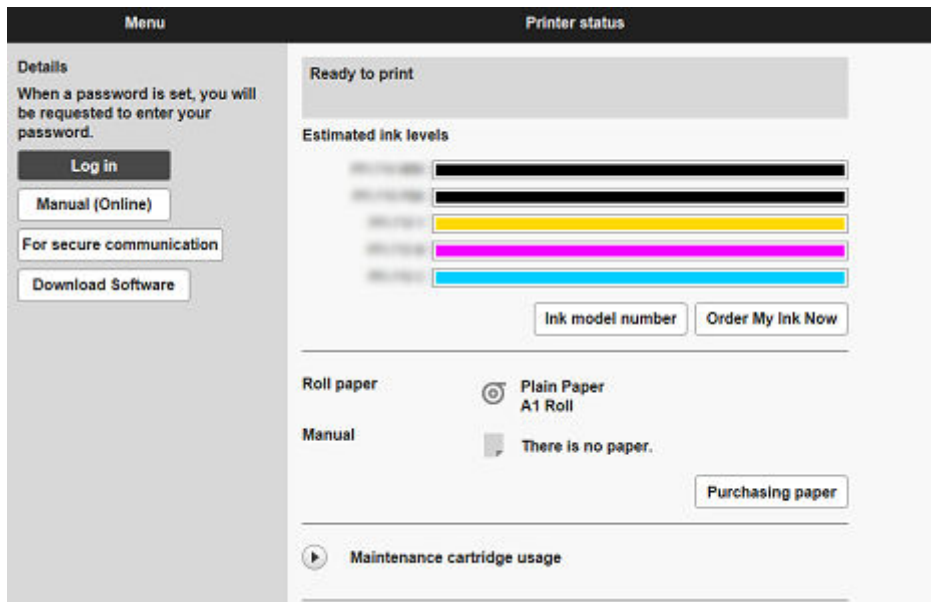 Menu
Printer status
Details
When a password is set, you will
be requested to enter your
password.
Log in
Manual (Online)
For secure communication
Download Software
Ready to print
Estimated ink levels
Ink model number
Order My Ink Now
Roll paper
Plain Paper
A1 Roll
Manual
There is no paper.
Purchasing paper
Maintenance cartridge usage